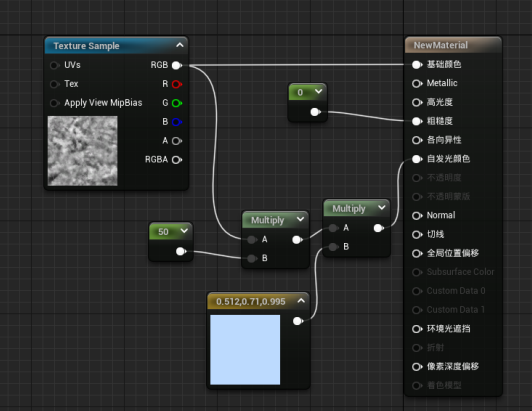 Texture Sample
UVs
RGB
Tex
R
Apply View MipBias
G
B
A
RGBA
0
50
Multiply
A
B
Multiply
A
B
0.512,0.71,0.995
NewMaterial
基础颜色
Metallic
高光度
粗糙度
各向异性
自发光颜色
不透明度
不透明蒙版
Normal
切线
全局位置偏移
Subsurface Color
Custom Data 0
Custom Data 1
环境光遮挡
折射
像素深度偏移
着色模型